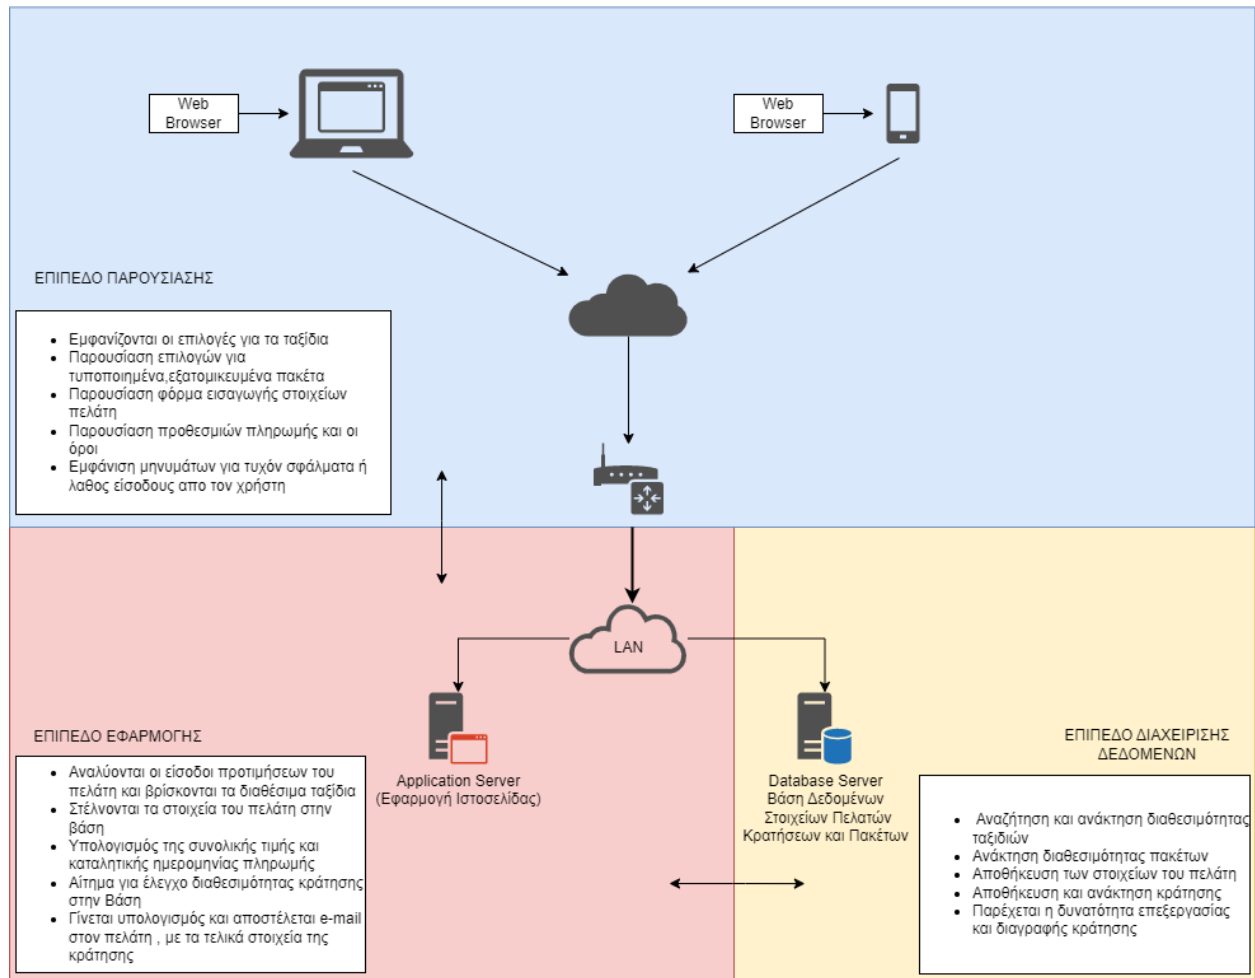 Web
Browser
Web
Browser
ΕΠΙΠΕΔΟ ΠΑΡΟΥΣΙΑΣΗΣ
• Εμφανίζονται οι επιλογές για τα ταξίδια
• Παρουσίαση επιλογών για
τυποποιημένα,εξατομικευμένα πακέτα
• Παρουσίαση φόρμα εισαγωγής στοιχείων
πελάτη
• Παρουσίαση προθεσμιών πληρωμής και οι
όροι
• Εμφάνιση μηνυμάτων για τυχόν σφάλματα ή
λαθος είσοδους απο τον χρήστη
LAN
ΕΠΙΠΕΔΟ ΕΦΑΡΜΟΓΗΣ
• Αναλύονται οι είσοδοι προτιμήσεων του
πελάτη και βρίσκονται τα διαθέσιμα ταξίδια
• Στέλνονται τα στοιχεία του πελάτη στην
βάση
• Υπολογισμός της συνολικής τιμής και
καταλητικής ημερομηνίας πληρωμής
• Αίτημα για έλεγχο διαθεσιμότητας κράτησης
στην Βάση
• Γίνεται υπολογισμός και αποστέλεται e-mail
στον πελάτη , με τα τελικά στοιχεία της
κράτησης
Application Server
(Εφαρμογή Ιστοσελίδας)
Database Server
Βάση Δεδομένων
Στοιχείων Πελατών
Κρατήσεων και Πακέτων
ΕΠΙΠΕΔΟ ΔΙΑΧΕΙΡΙΣΗΣ
ΔΕΔΟΜΕΝΩΝ
• Αναζήτηση και ανάκτηση διαθεσιμότητας
ταξιδιών
• Ανάκτηση διαθεσιμότητας πακέτων
• Αποθήκευση των στοιχείων του πελάτη
• Αποθήκευση και ανάκτηση κράτησης
• Παρέχεται η δυνατότητα επεξεργασίας
και διαγραφής κράτησης